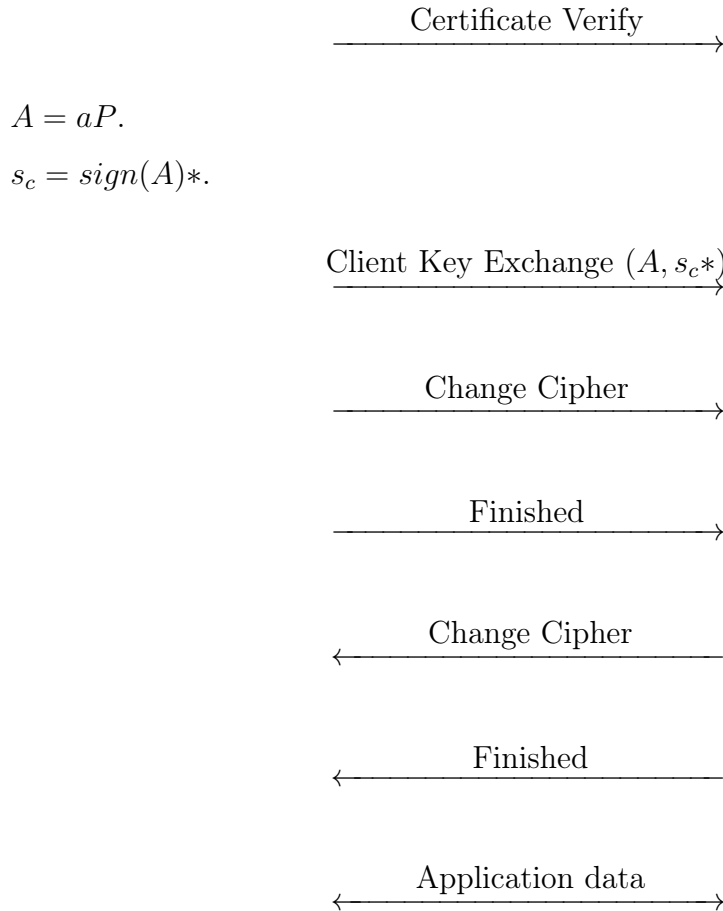 Certificate Verify
A = aP.
s_c = sign(A)*.
Client Key Exchange (A, s_c*)
Change Cipher
Finished
Change Cipher
Finished
Application data